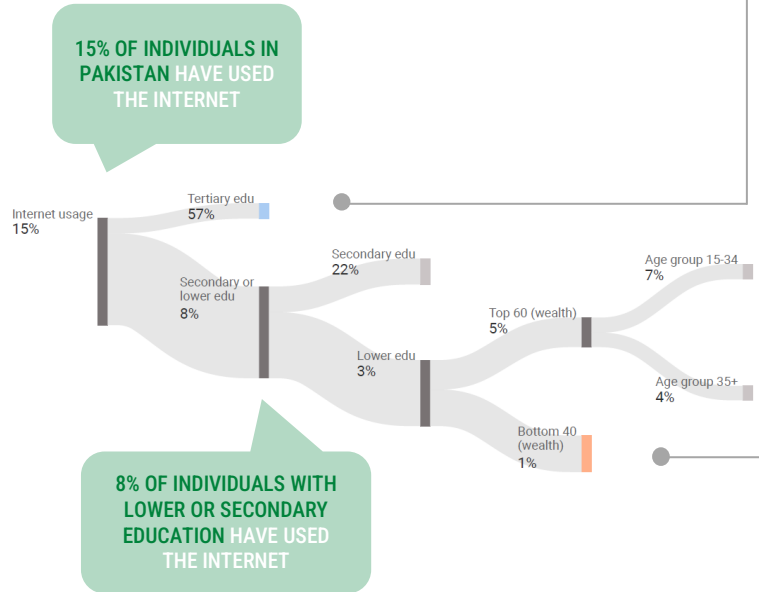 15% OF INDIVIDUALS IN
PAKISTAN HAVE USED
THE INTERNET
Internet usage
15%
Tertiary edu
57%
Secondary or
lower edu
8%
Secondary edu
22%
Lower edu
3%
Top 60 (wealth)
5%
Bottom 40
(wealth)
1%
Age group 15-34
7%
Age group 35+
4%
8% OF INDIVIDUALS WITH
LOWER OR SECONDARY
EDUCATION HAVE USED
THE INTERNET